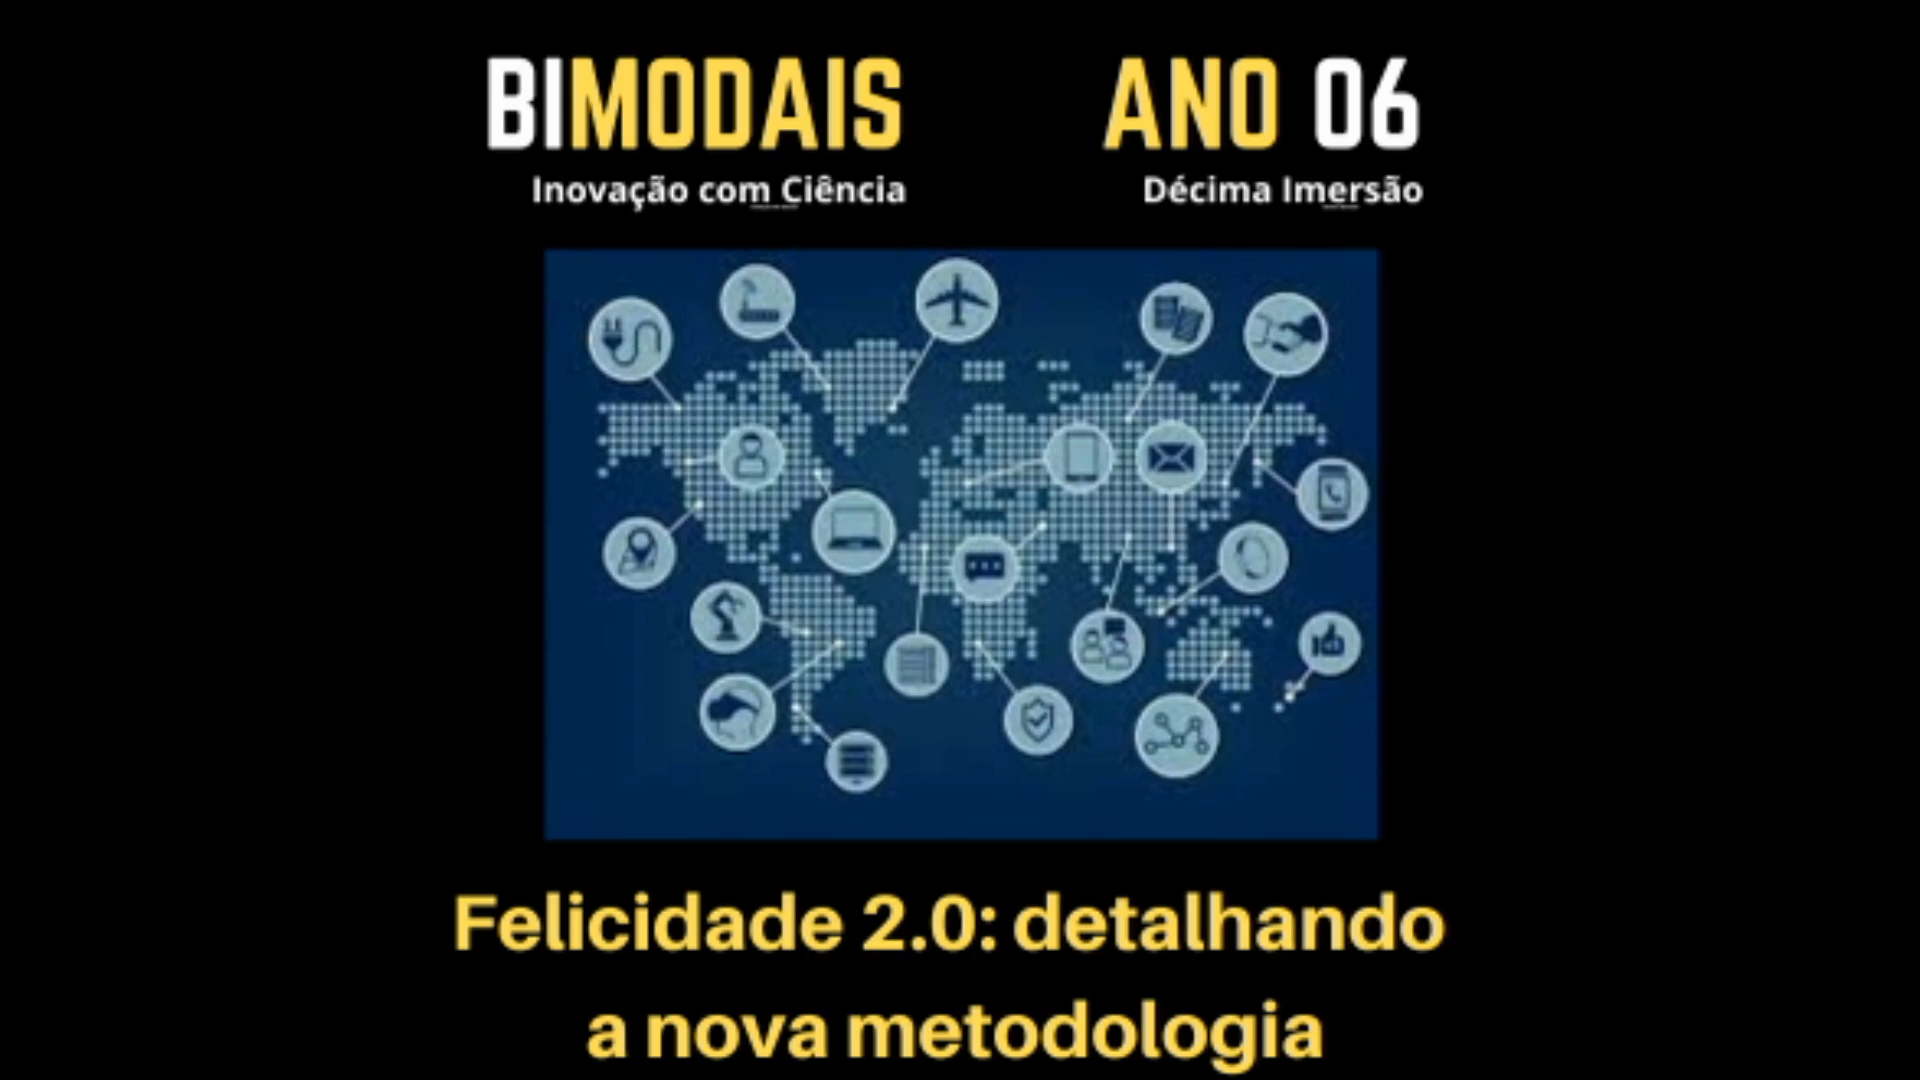 BIMODAIS ANO 06
Inovação com Ciência Décima Imersão
Felicidade 2.0: detalhando
a nova metodologia